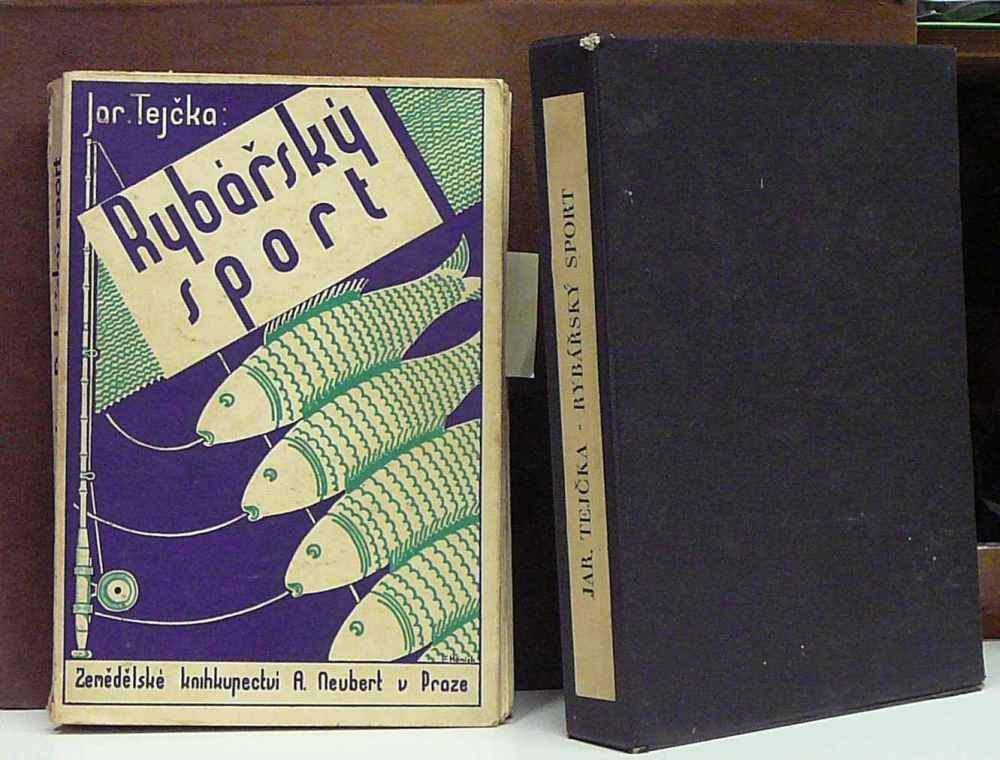 Jar. Tejčka:
Rybářský
sport
Zemědělské knihkupectví A. Neubert v Praze
JAR. TEJČKA - RYBÁŘSKÝ SPORT